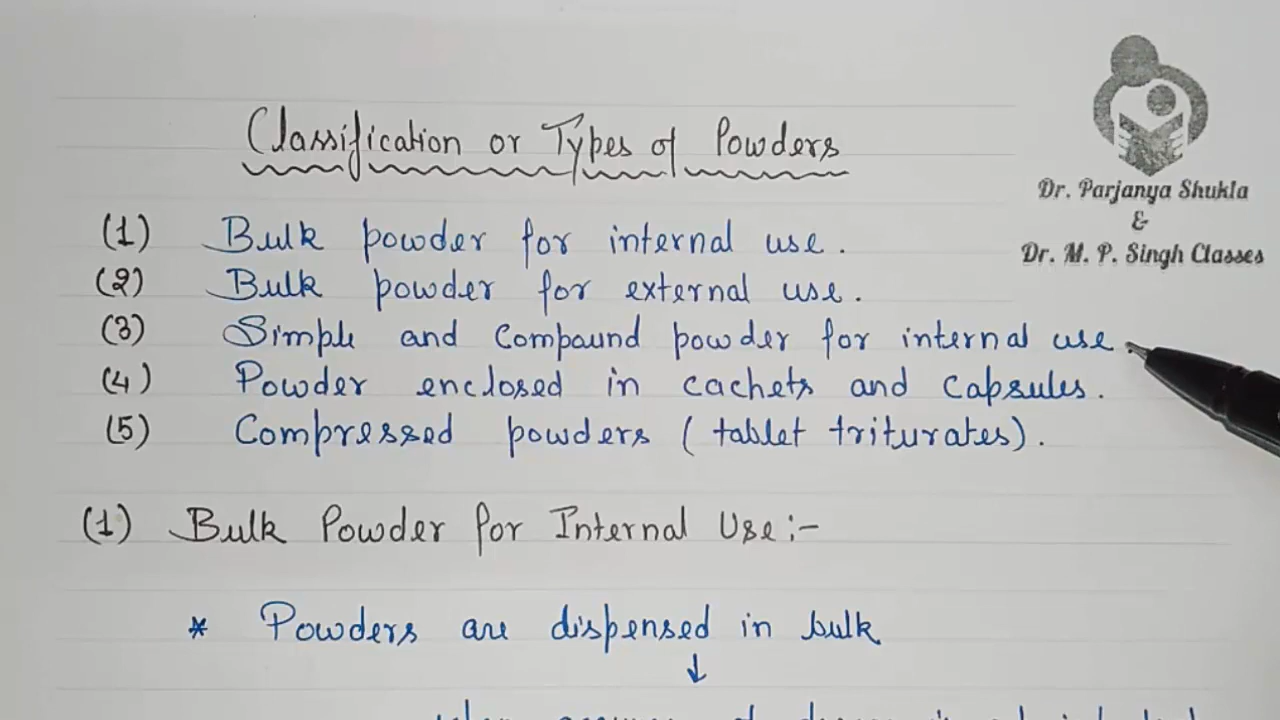 Classification or Types of Powders
Dr. Parjanya Shukla
&
Dr. M. P. Singh Classes
(1) Bulk powder for internal use.
(2) Bulk powder for external use.
(3) Simple and Compound powder for internal use.
(4) Powder enclosed in cachets and capsules.
(5) Compressed powders (tablet triturates).
(1) Bulk Powder for Internal Use:-
* Powders are dispensed in bulk
↓